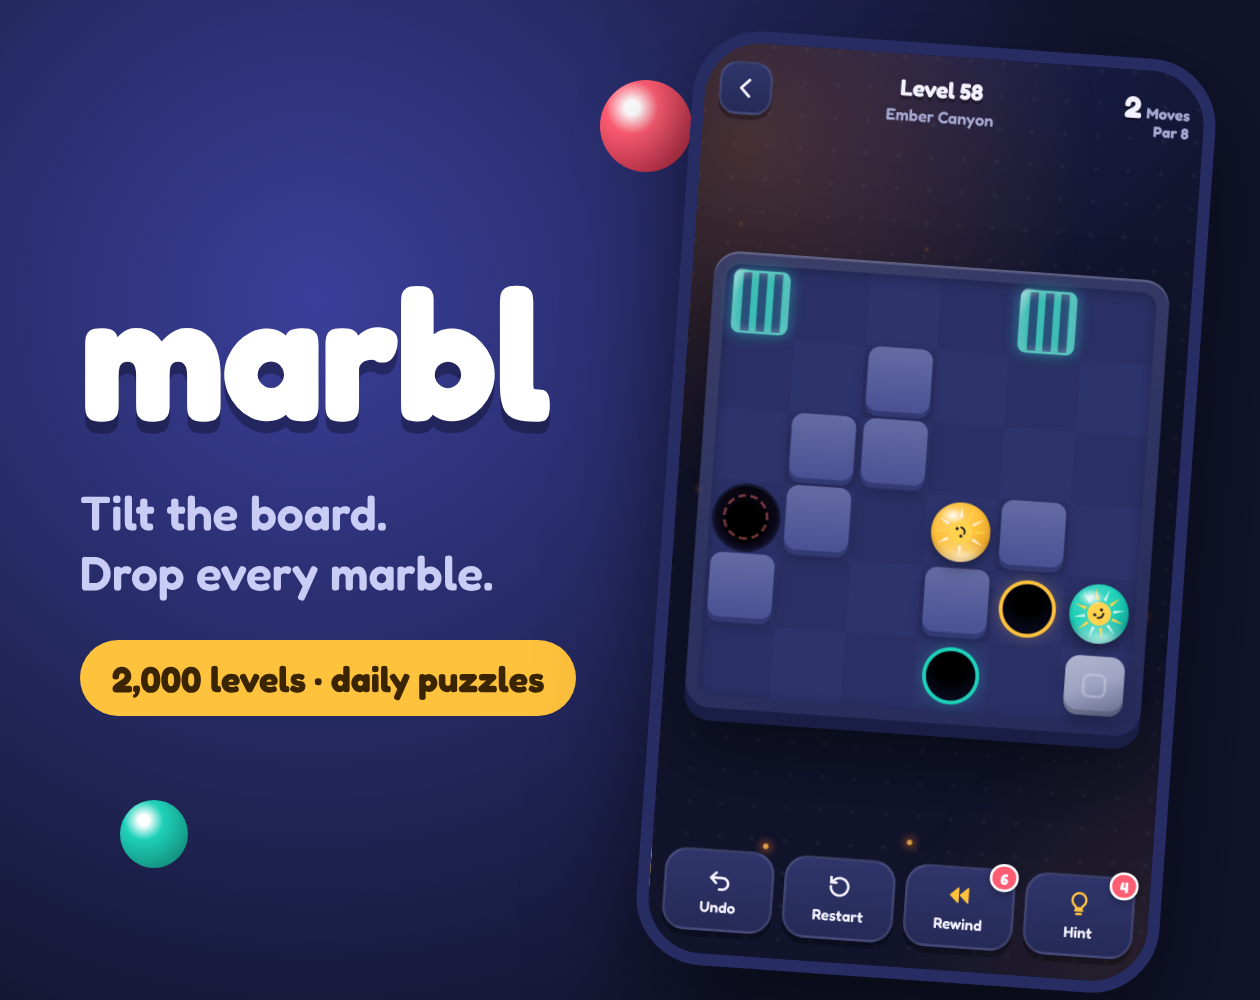 marbl
Tilt the board.
Drop every marble.
2,000 levels · daily puzzles
Level 58
Ember Canyon
2 Moves
Par 8
Undo
Restart
6
Rewind
4
Hint